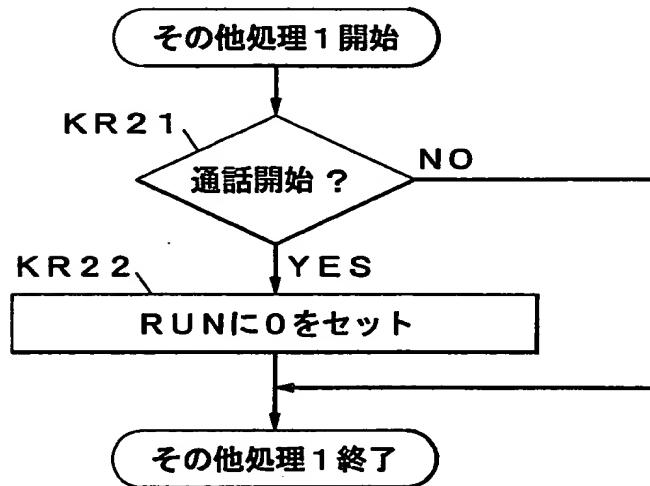 その他処理1開始
KR21
通話開始?
NO
YES
KR22
RUNに0をセット
その他処理1終了